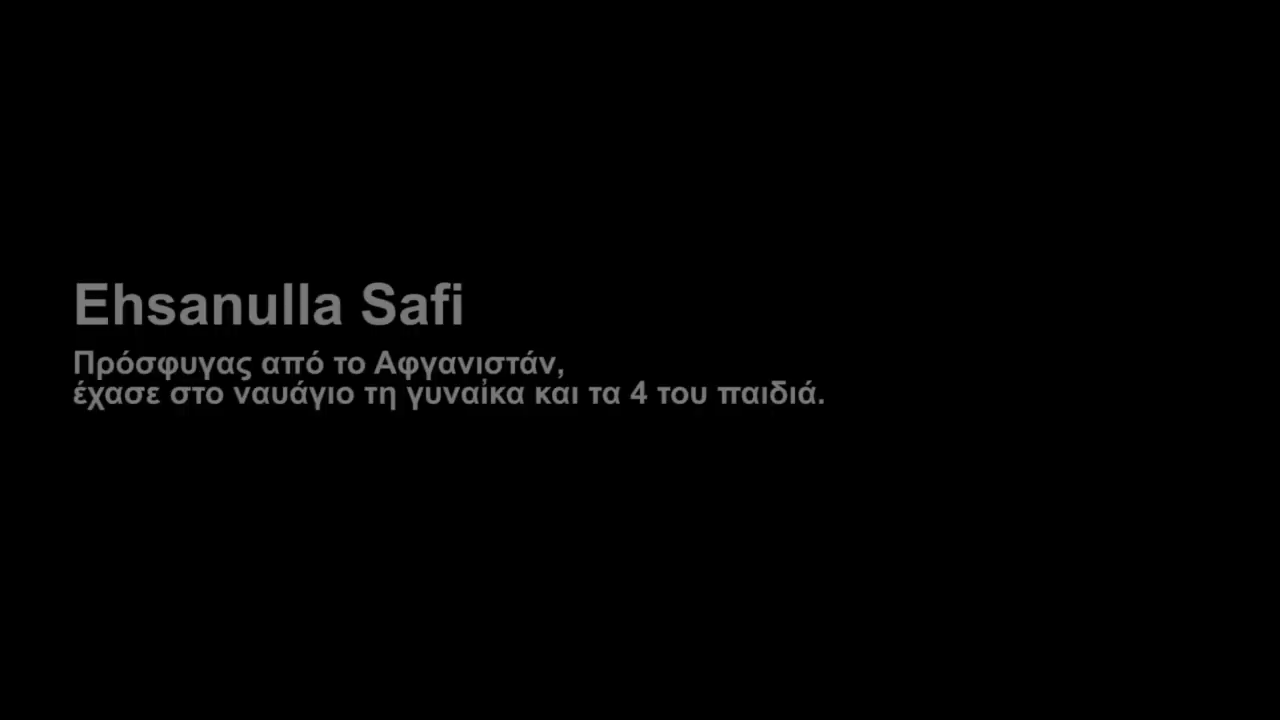 Ehsanulla Safi
Πρόσφυγας από το Αφγανιστάν,
έχασε στο ναυάγιο τη γυναίκα και τα 4 του παιδιά.